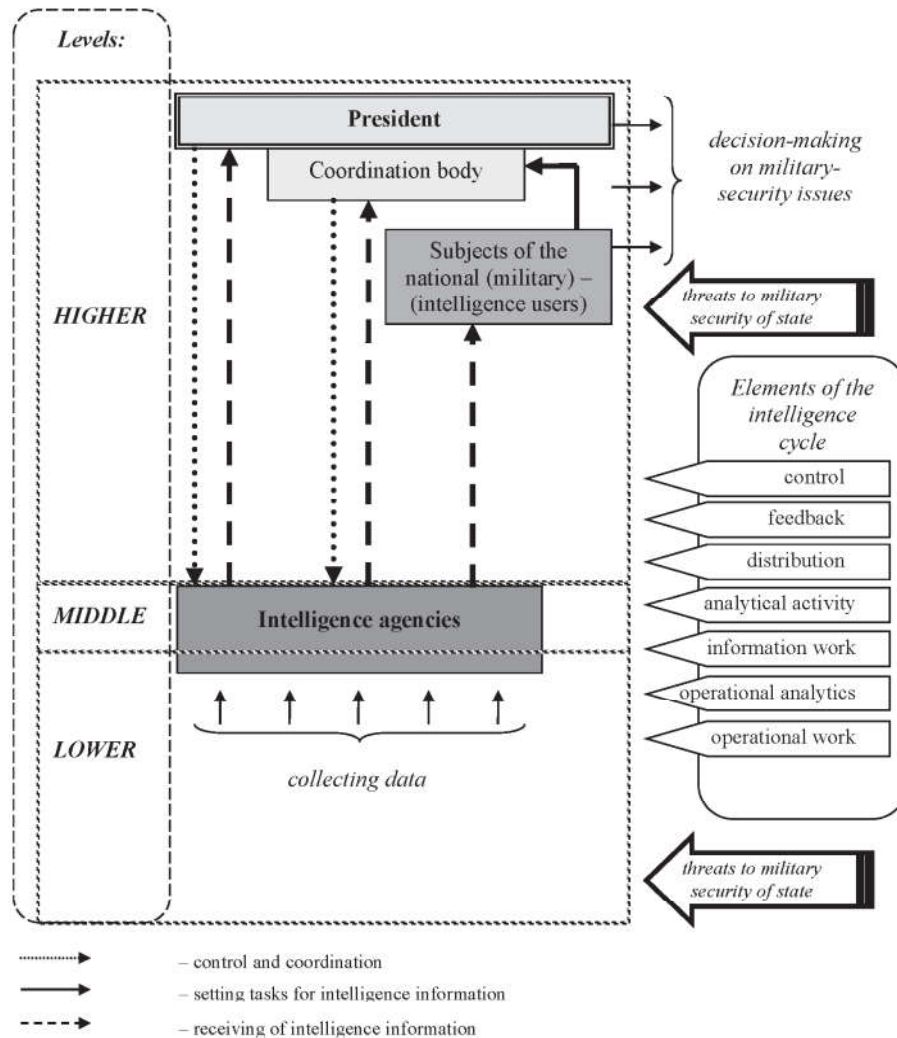 Levels:
President
decision-making
on military-
security issues
Coordination body
Subjects of the
national (military) –
(intelligence users)
HIGHER
threats to military
security of state
Elements of the
intelligence
cycle
control
feedback
distribution
MIDDLE
Intelligence agencies
analytical activity
information work
operational analytics
operational work
LOWER
collecting data
threats to military
security of state
– control and coordination
– setting tasks for intelligence information
– receiving of intelligence information